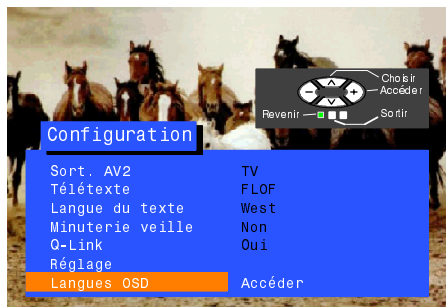 Choisir
Accéder
Revenir
Sortir
Configuration
Sort. AV2 TV
Télétexte FLOF
Langue du texte West
Minuterie veille Non
Q-Link Oui
Réglage
Langues OSD Accéder